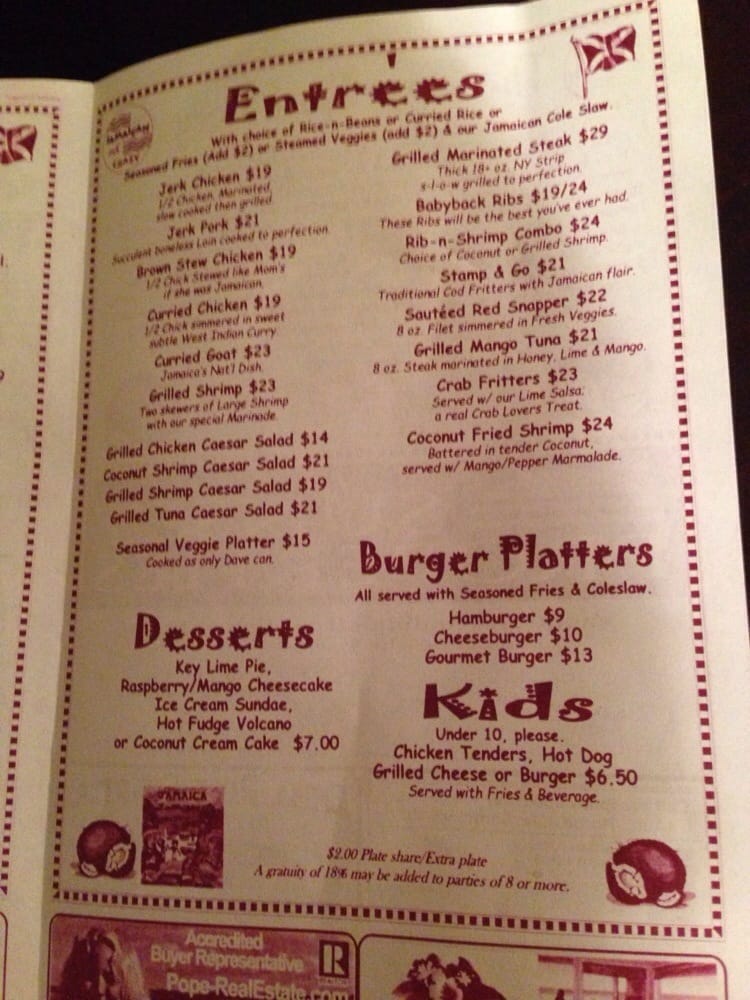 Entrees
With choice of Rice-n-Beans or Curried Rice or
Seasoned Fries (Add $2) or Steamed Veggies (add $2) & our Jamaican Cole Slaw.
Jerk Chicken $19
1/2 Chicken, Marinated,
slow cooked then grilled.
Jerk Pork $21
Succulent boneless Loin cooked to perfection.
Brown Stew Chicken $19
1/2 Chick Stewed like Mom's
if she was Jamaican.
Curried Chicken $19
1/2 Chick simmered in sweet
subtle West Indian Curry.
Curried Goat $23
Jamaica's Nat'l Dish.
Grilled Shrimp $23
Two skewers of Large Shrimp
with our special Marinade.
Grilled Chicken Caesar Salad $14
Coconut Shrimp Caesar Salad $21
Grilled Shrimp Caesar Salad $19
Grilled Tuna Caesar Salad $21
Seasonal Veggie Platter $15
Cooked as only Dave can.
Grilled Marinated Steak $29
Thick 18+ oz. NY Strip
s-l-o-w grilled to perfection.
Babyback Ribs $19/24
These Ribs will be the best you've ever had.
Rib-n-Shrimp Combo $24
Choice of Coconut or Grilled Shrimp.
Stamp & Go $21
Traditional Cod Fritters with Jamaican flair.
Sautéed Red Snapper $22
8 oz. Filet simmered in Fresh Veggies.
Grilled Mango Tuna $21
8 oz. Steak marinated in Honey, Lime & Mango.
Crab Fritters $23
Served w/ our Lime Salsa;
a real Crab Lovers Treat.
Coconut Fried Shrimp $24
Battered in tender Coconut,
served w/ Mango/Pepper Marmalade.
Desserts
Key Lime Pie,
Raspberry/Mango Cheesecake
Ice Cream Sundae,
Hot Fudge Volcano
or Coconut Cream Cake $7.00
Burger Platters
All served with Seasoned Fries & Coleslaw.
Hamburger $9
Cheeseburger $10
Gourmet Burger $13
Kids
Under 10, please.
Chicken Tenders, Hot Dog
Grilled Cheese or Burger $6.50
Served with Fries & Beverage.
JAMAICA
$2.00 Plate share/Extra plate
A gratuity of 18% may be added to parties of 8 or more.
Accredited
Buyer Representative
Pope-RealEstate.com
R